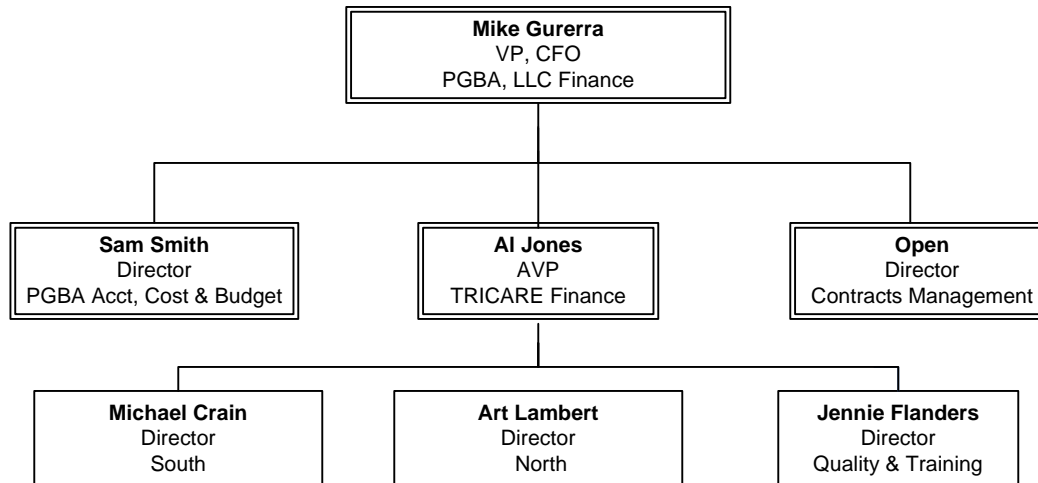 Mike Gurerra
VP, CFO
PGBA, LLC Finance
Sam Smith
Director
PGBA Acct, Cost & Budget
Al Jones
AVP
TRICARE Finance
Open
Director
Contracts Management
Michael Crain
Director
South
Art Lambert
Director
North
Jennie Flanders
Director
Quality & Training